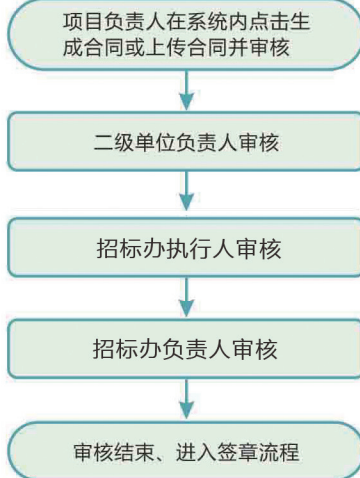 项目负责人在系统内点击生
成合同或上传合同并审核
二级单位负责人审核
招标办执行人审核
招标办负责人审核
审核结束、进入签章流程